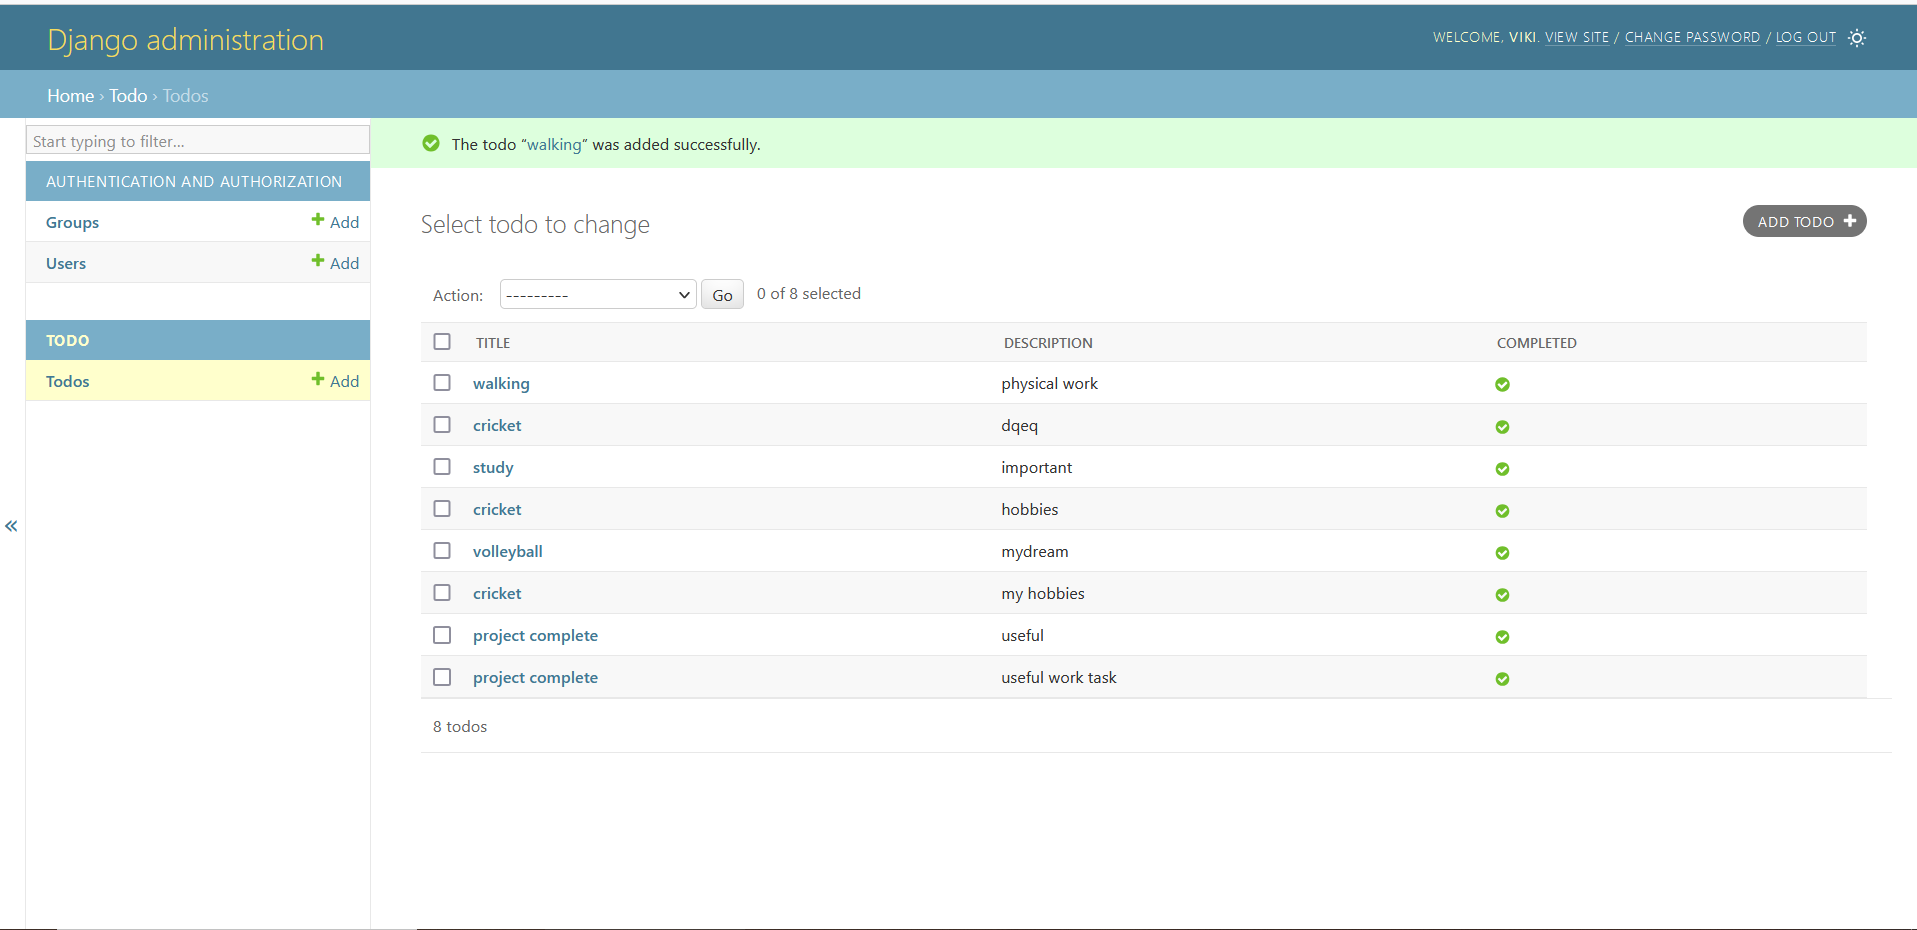 Django administration
WELCOME, VIKI. VIEW SITE / CHANGE PASSWORD / LOG OUT
Home › Todo › Todos
Start typing to filter...
AUTHENTICATION AND AUTHORIZATION
Groups Add
Users Add
TODO
Todos Add
The todo “walking” was added successfully.
Select todo to change
ADD TODO
Action: --------- Go 0 of 8 selected
TITLE DESCRIPTION COMPLETED
walking physical work
cricket dqeq
study important
cricket hobbies
volleyball mydream
cricket my hobbies
project complete useful
project complete useful work task
8 todos